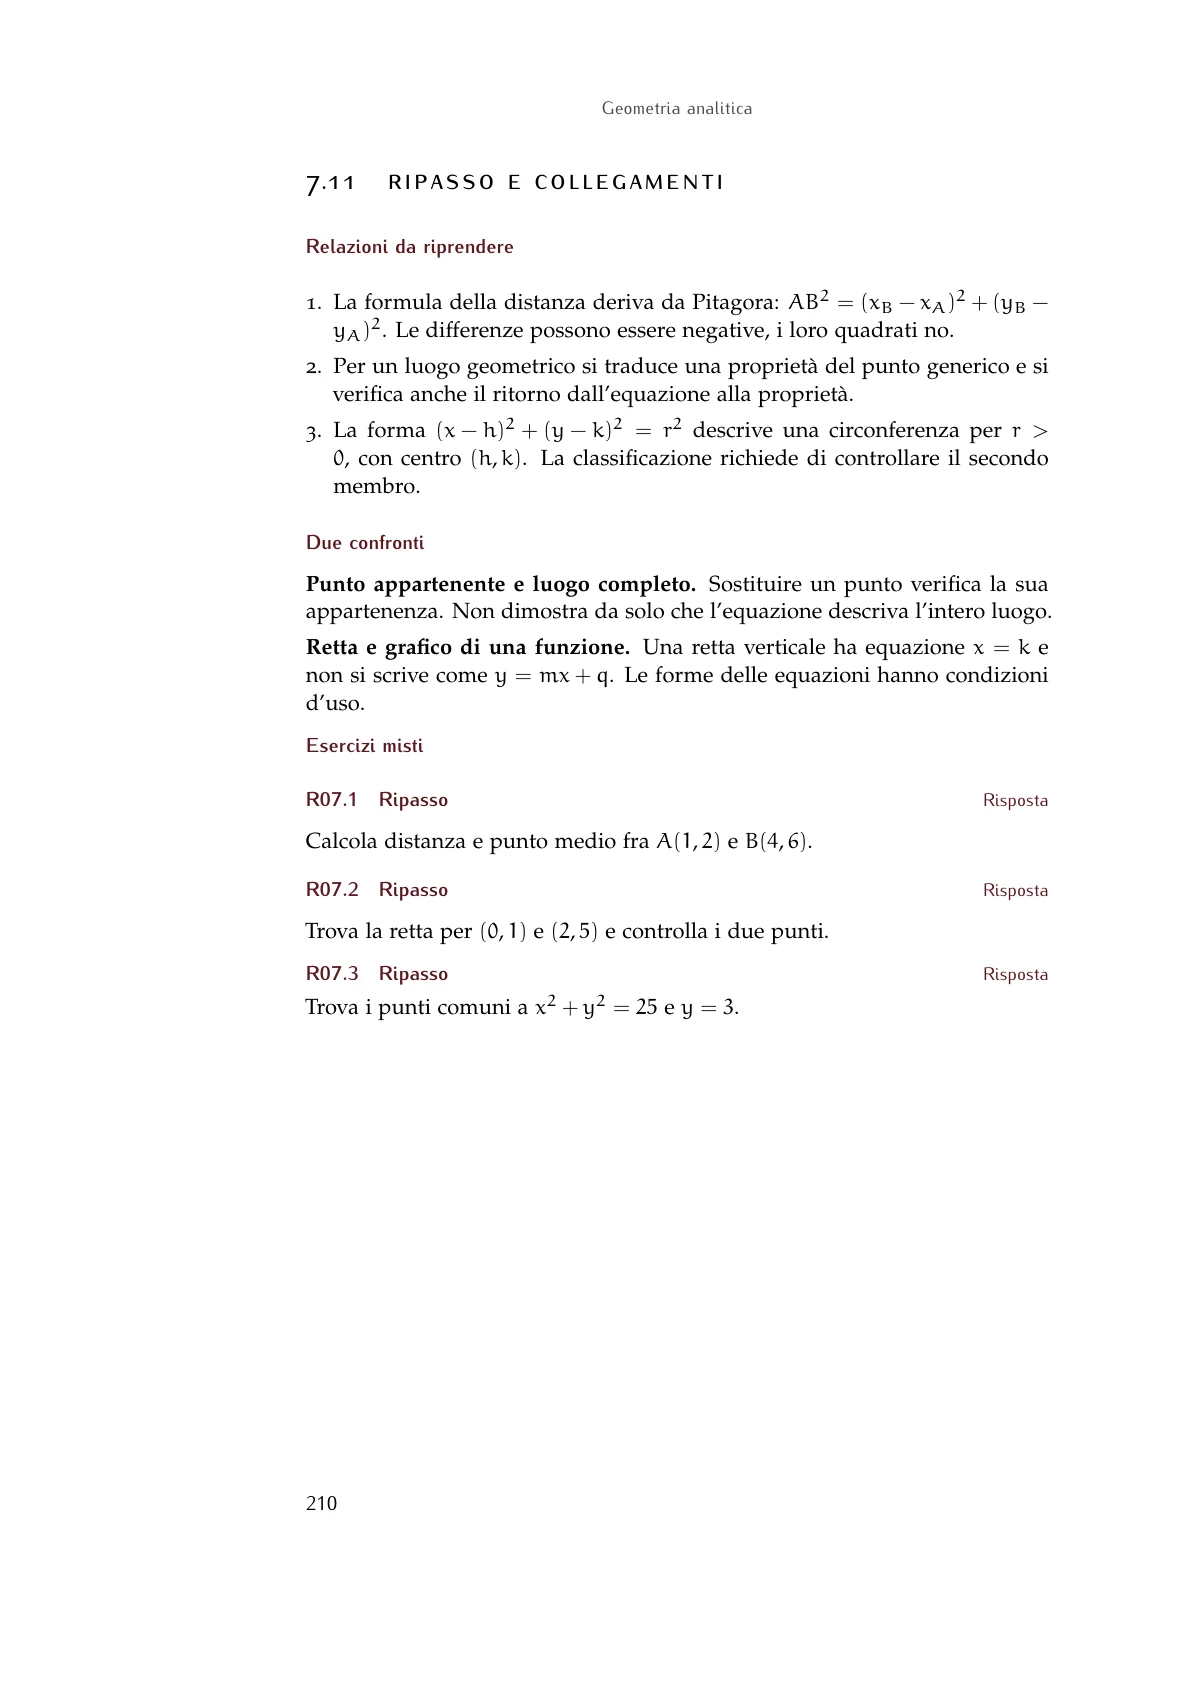 Geometria analitica
7.11 RIPASSO E COLLEGAMENTI
Relazioni da riprendere
1. La formula della distanza deriva da Pitagora: AB² = (x_B − x_A)² + (y_B −
y_A)². Le differenze possono essere negative, i loro quadrati no.
2. Per un luogo geometrico si traduce una proprietà del punto generico e si
verifica anche il ritorno dall'equazione alla proprietà.
3. La forma (x − h)² + (y − k)² = r² descrive una circonferenza per r >
0, con centro (h, k). La classificazione richiede di controllare il secondo
membro.
Due confronti
Punto appartenente e luogo completo. Sostituire un punto verifica la sua
appartenenza. Non dimostra da solo che l'equazione descriva l'intero luogo.
Retta e grafico di una funzione. Una retta verticale ha equazione x = k e
non si scrive come y = mx + q. Le forme delle equazioni hanno condizioni
d'uso.
Esercizi misti
R07.1 Ripasso Risposta
Calcola distanza e punto medio fra A(1, 2) e B(4, 6).
R07.2 Ripasso Risposta
Trova la retta per (0, 1) e (2, 5) e controlla i due punti.
R07.3 Ripasso Risposta
Trova i punti comuni a x² + y² = 25 e y = 3.
210